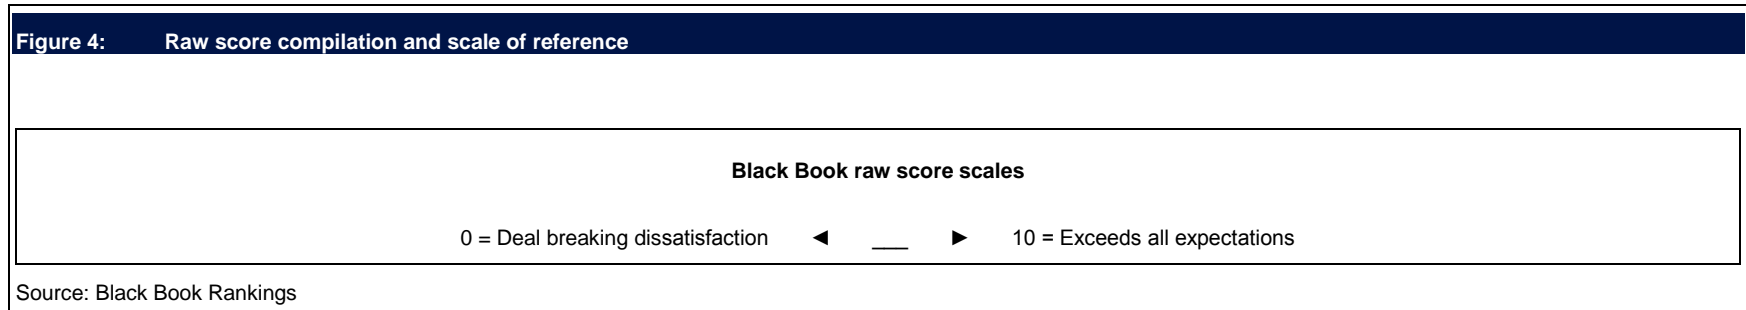 Figure 4: Raw score compilation and scale of reference
Black Book raw score scales
0 = Deal breaking dissatisfaction ◄ ___ ► 10 = Exceeds all expectations
Source: Black Book Rankings